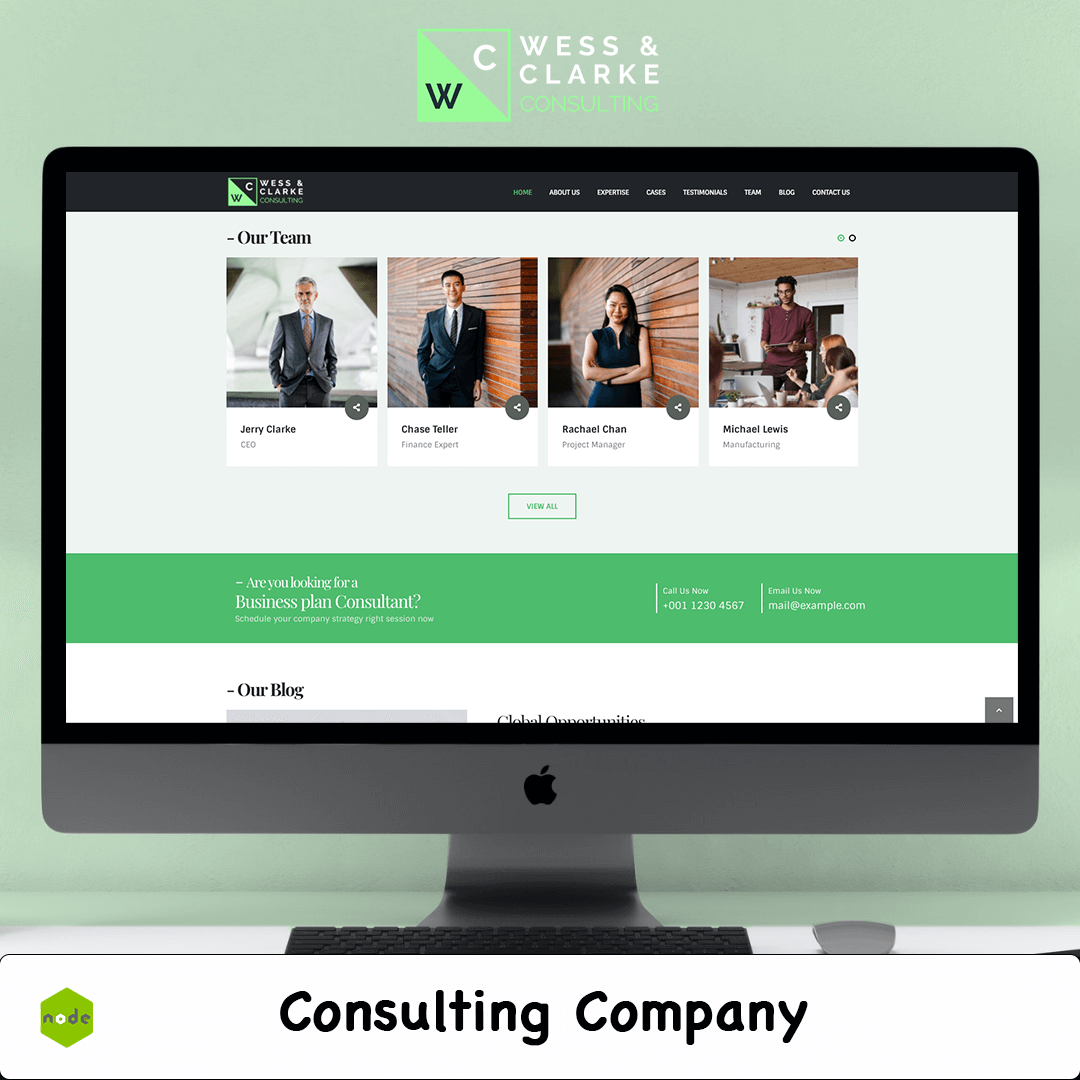 WC
WESS &
CLARKE
CONSULTING
WC
WESS &
CLARKE
CONSULTING
HOME ABOUT US EXPERTISE CASES TESTIMONIALS TEAM BLOG CONTACT US
- Our Team
Jerry Clarke
CEO
Chase Teller
Finance Expert
Rachael Chan
Project Manager
Michael Lewis
Manufacturing
VIEW ALL
- Are you looking for a
Business plan Consultant?
Schedule your company strategy right session now
Call Us Now
+001 1230 4567
Email Us Now
mail@example.com
- Our Blog
Global Opportunities
node
Consulting Company